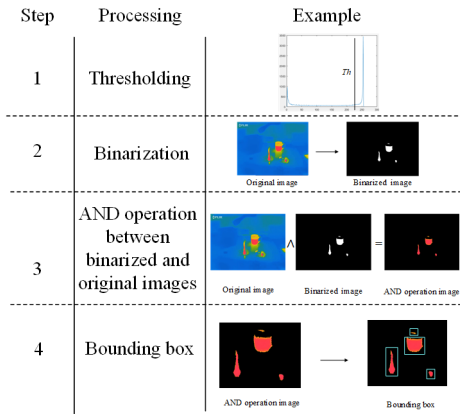 Step Processing Example
1 Thresholding Th
2 Binarization
Original image Binarized image
3 AND operation
between
binarized and
original images
∧ =
Original image Binarized image AND operation image
4 Bounding box
AND operation image Bounding box